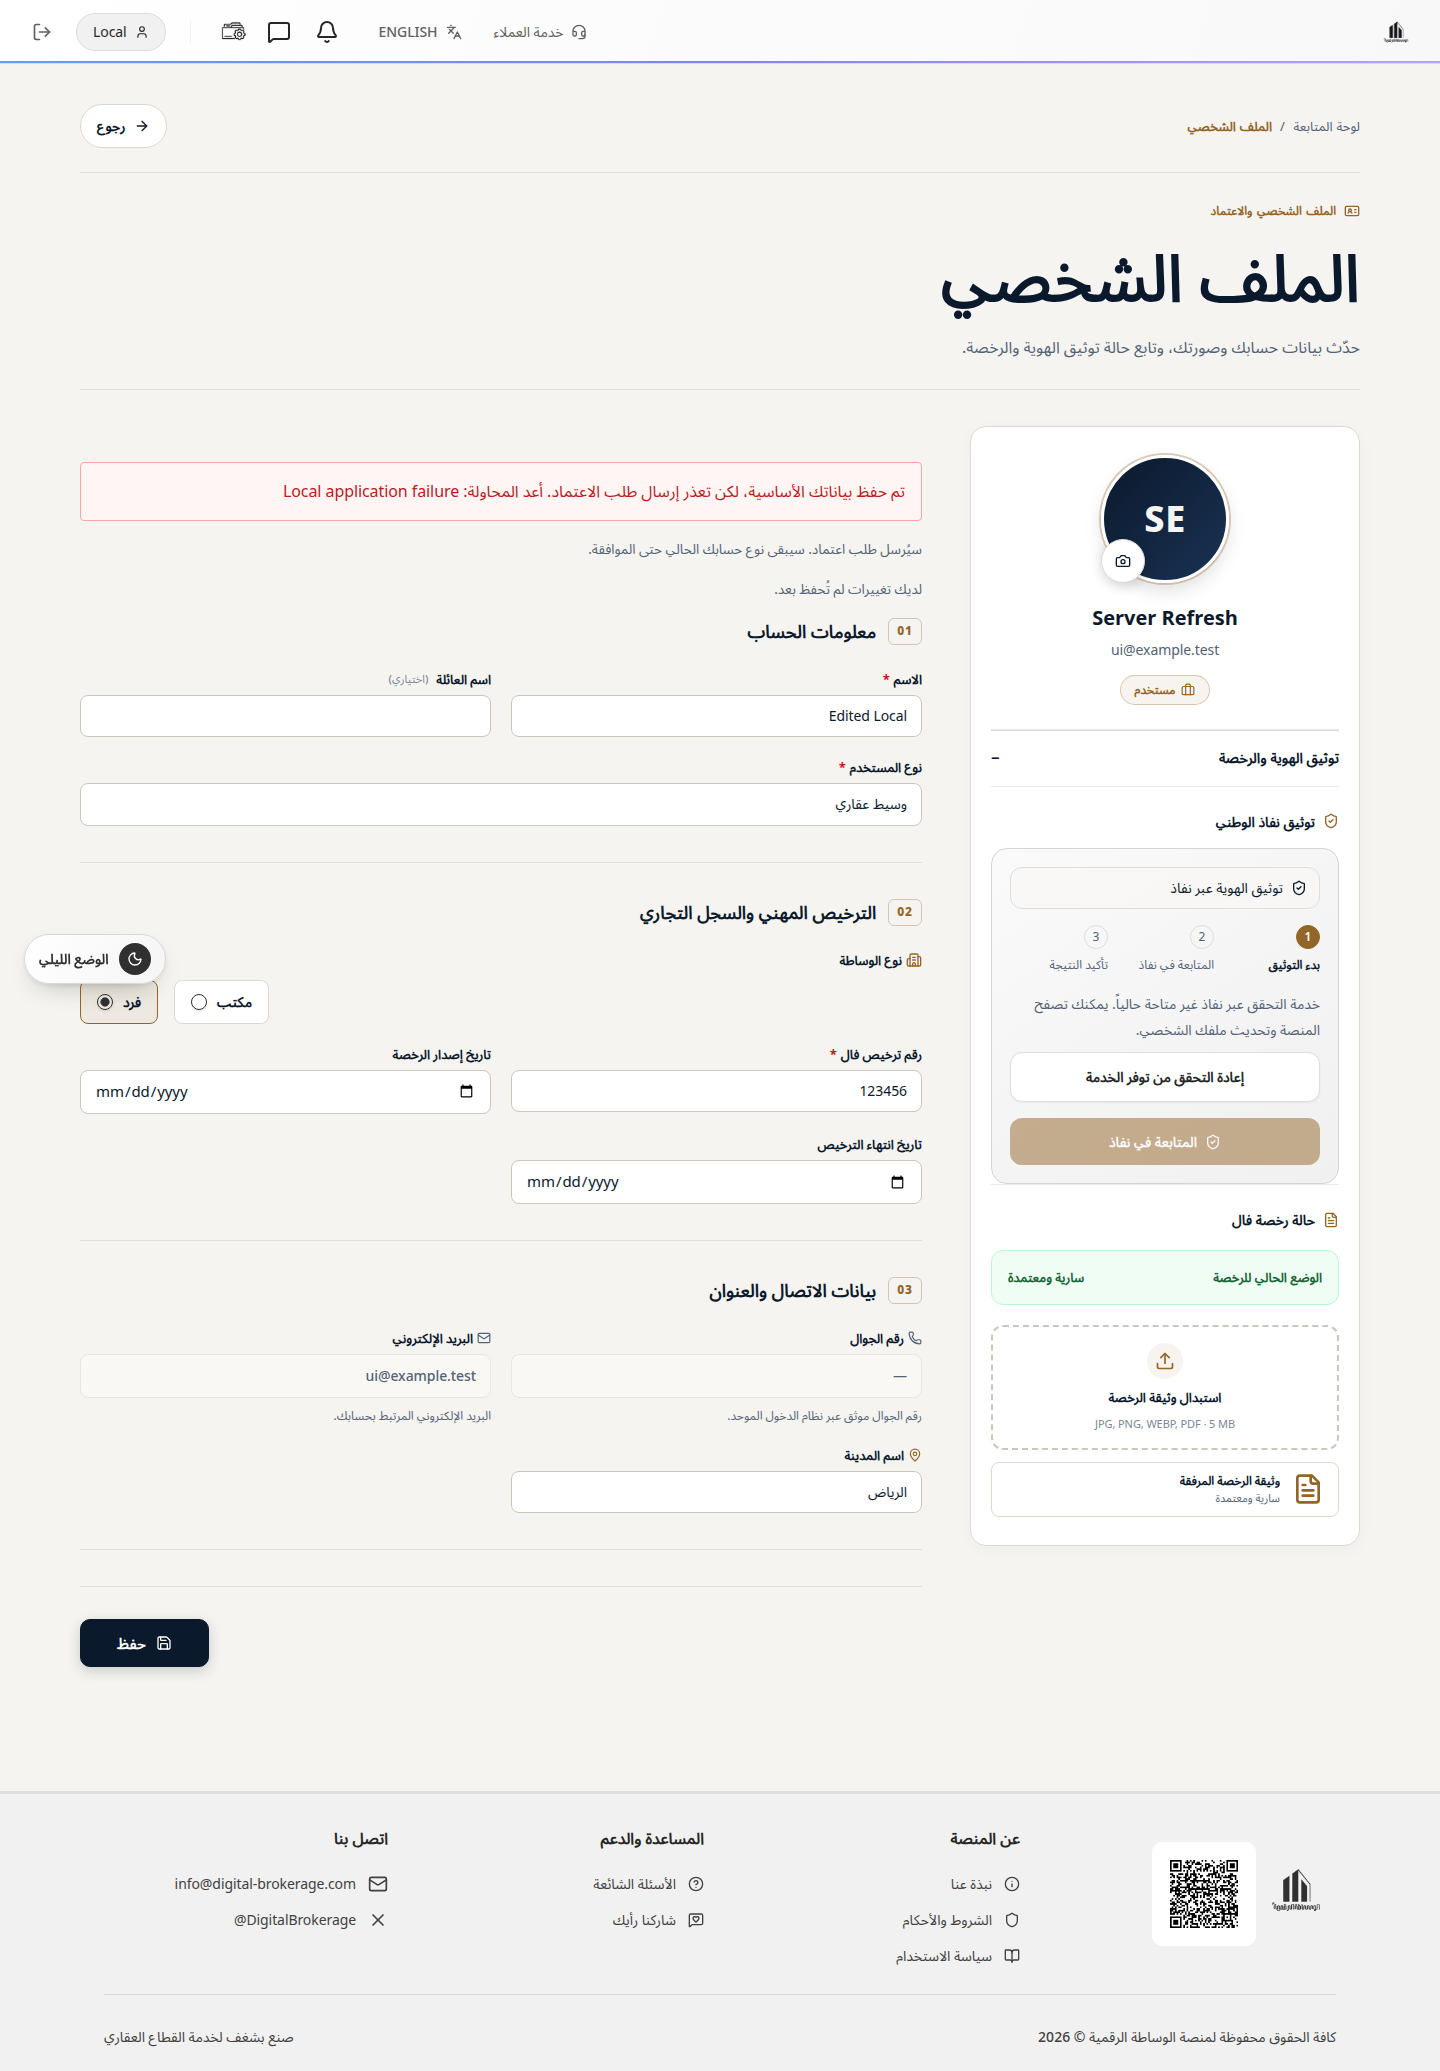 خدمة العملاء
ENGLISH
Local
لوحة المتابعة / الملف الشخصي
رجوع
الملف الشخصي والاعتماد
الملف الشخصي
حدّث بيانات حسابك وصورتك، وتابع حالة توثيق الهوية والرخصة.
SE
Server Refresh
ui@example.test
مستخدم
توثيق الهوية والرخصة –
توثيق نفاذ الوطني
توثيق الهوية عبر نفاذ
1 2 3
بدء التوثيق المتابعة في نفاذ تأكيد النتيجة
خدمة التحقق عبر نفاذ غير متاحة حالياً. يمكنك تصفح
المنصة وتحديث ملفك الشخصي.
إعادة التحقق من توفر الخدمة
المتابعة في نفاذ
حالة رخصة فال
الوضع الحالي للرخصة سارية ومعتمدة
استبدال وثيقة الرخصة
JPG, PNG, WEBP, PDF · 5 MB
وثيقة الرخصة المرفقة
سارية ومعتمدة
تم حفظ بياناتك الأساسية، لكن تعذر إرسال طلب الاعتماد. أعد المحاولة: Local application failure
سيُرسل طلب اعتماد. سيبقى نوع حسابك الحالي حتى الموافقة.
لديك تغييرات لم تُحفظ بعد.
01 معلومات الحساب
الاسم * اسم العائلة (اختياري)
Edited Local
نوع المستخدم *
وسيط عقاري
02 الترخيص المهني والسجل التجاري
نوع الوساطة
مكتب فرد
الوضع الليلي
رقم ترخيص فال * تاريخ إصدار الرخصة
123456 mm/dd/yyyy
تاريخ انتهاء الترخيص
mm/dd/yyyy
03 بيانات الاتصال والعنوان
رقم الجوال البريد الإلكتروني
— ui@example.test
رقم الجوال موثق عبر نظام الدخول الموحد. البريد الإلكتروني المرتبط بحسابك.
اسم المدينة
الرياض
حفظ
عن المنصة
نبذة عنا
الشروط والأحكام
سياسة الاستخدام
المساعدة والدعم
الأسئلة الشائعة
شاركنا رأيك
اتصل بنا
info@digital-brokerage.com
@DigitalBrokerage
كافة الحقوق محفوظة لمنصة الوساطة الرقمية © 2026
صنع بشغف لخدمة القطاع العقاري